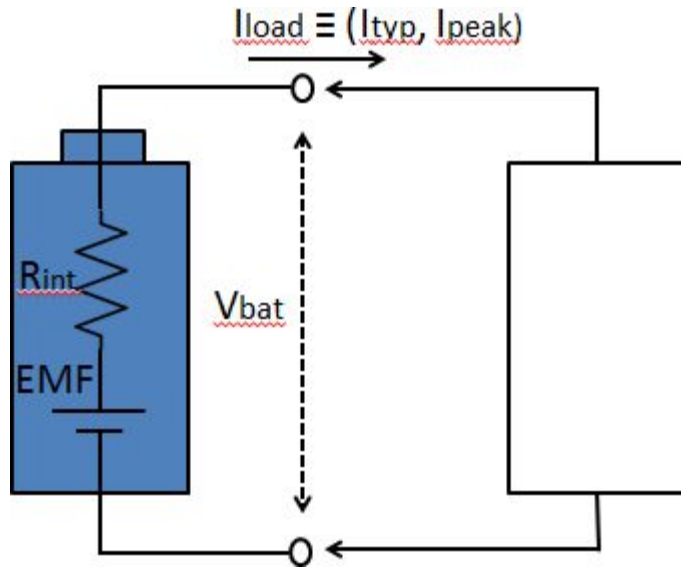 Iload ≡ (Ityp, Ipeak)
Rint
Vbat
EMF